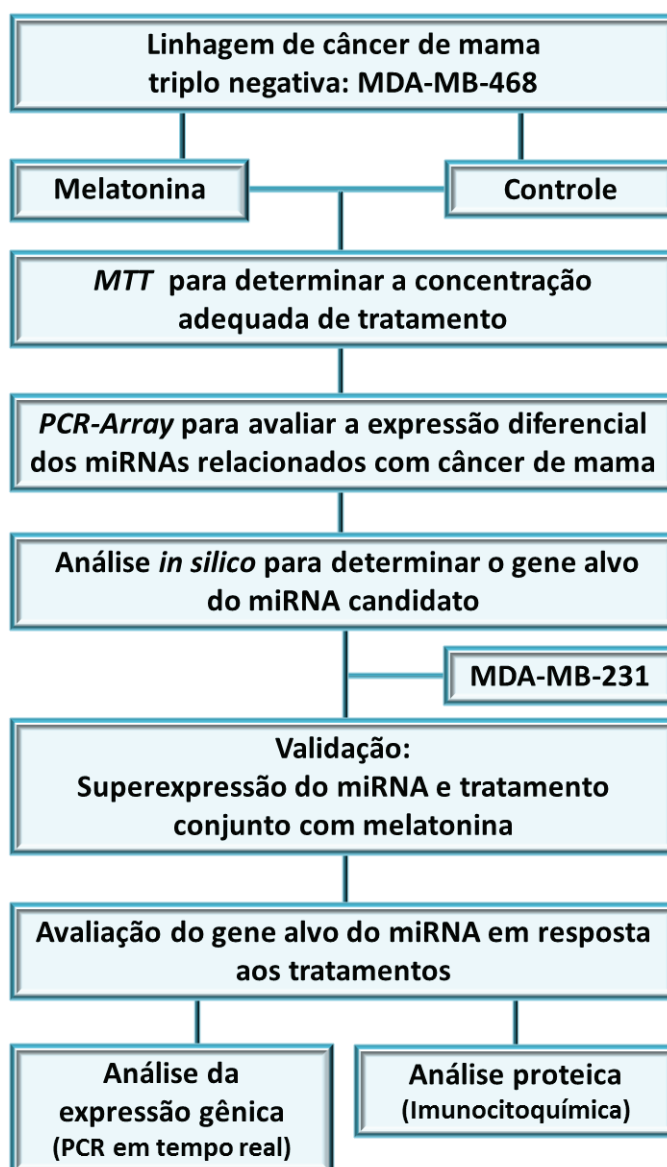 Linhagem de câncer de mama
triplo negativa: MDA-MB-468
Melatonina
Controle
MTT para determinar a concentração
adequada de tratamento
PCR-Array para avaliar a expressão diferencial
dos miRNAs relacionados com câncer de mama
Análise in silico para determinar o gene alvo
do miRNA candidato
MDA-MB-231
Validação:
Superexpressão do miRNA e tratamento
conjunto com melatonina
Avaliação do gene alvo do miRNA em resposta
aos tratamentos
Análise da
expressão gênica
(PCR em tempo real)
Análise proteica
(Imunocitoquímica)